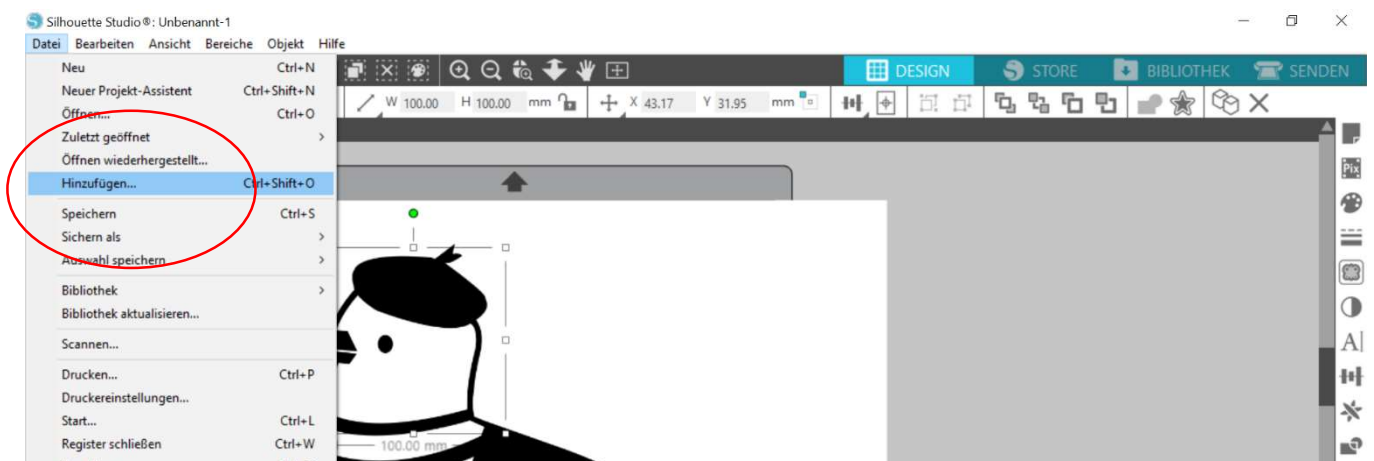 Silhouette Studio®: Unbenannt-1
Datei Bearbeiten Ansicht Bereiche Objekt Hilfe
Neu Ctrl+N
DESIGN STORE BIBLIOTHEK SENDEN
Neuer Projekt-Assistent Ctrl+Shift+N
W 100.00 H 100.00 mm X 43.17 Y 31.95 mm
Öffnen... Ctrl+O
Zuletzt geöffnet >
Öffnen wiederhergestellt...
Pix
Hinzufügen... Ctrl+Shift+O
Speichern Ctrl+S
Sichern als >
Auswahl speichern >
Bibliothek >
Bibliothek aktualisieren...
Scannen...
A
Drucken... Ctrl+P
Druckereinstellungen...
Start... Ctrl+L
Register schließen Ctrl+W
100.00 mm